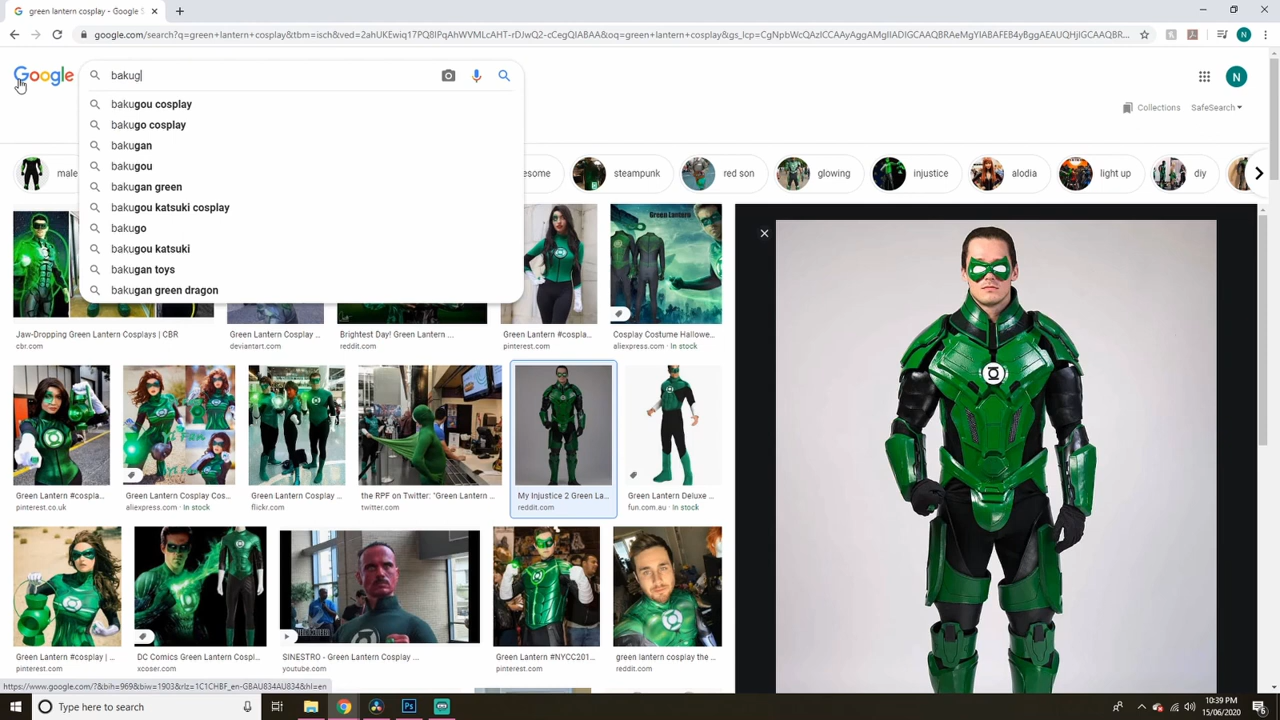 green lantern cosplay - Google S
google.com/search?q=green+lantern+cosplay&tbm=isch&ved=2ahUKEwiq17PQ8IPqAhWVMLcAHT-rDJwQ2-cCegQIABAA&oq=green+lantern+cosplay&gs_lcp=CgNpbWcQAzICCAAyAggAMgIIADIGCAAQBRAeMgYIABAFEB4yBggAEAUQHjIGCAAQBR...
N
Google
bakug
N
Collections
SafeSearch
bakugou cosplay
bakugo cosplay
bakugan
bakugou
bakugan green
bakugou katsuki cosplay
bakugo
bakugou katsuki
bakugan toys
bakugan green dragon
male
esome
steampunk
red son
glowing
injustice
alodia
light up
diy
Green Lantern
Jaw-Dropping Green Lantern Cosplays | CBR
cbr.com
Green Lantern Cosplay ...
deviantart.com
Brightest Day! Green Lantern ...
reddit.com
Green Lantern #cospla...
pinterest.com
Cosplay Costume Hallowe...
aliexpress.com · In stock
Green Lantern #cospla...
pinterest.co.uk
Green Lantern Cosplay Cos...
aliexpress.com · In stock
Green Lantern Cosplay ...
flickr.com
the RPF on Twitter: "Green Lantern ...
twitter.com
My Injustice 2 Green La...
reddit.com
Green Lantern Deluxe ...
fun.com.au · In stock
Green Lantern #cosplay | ...
pinterest.com
DC Comics Green Lantern Cospl...
xcoser.com
SINESTRO - Green Lantern Cosplay ...
youtube.com
Green Lantern #NYCC201...
pinterest.com
green lantern cosplay the ...
reddit.com
https://www.google.com/?&bih=969&biw=1903&rlz=1C1CHBF_en-GBAU834AU834&hl=en
Type here to search
Ps
10:39 PM
15/06/2020
6